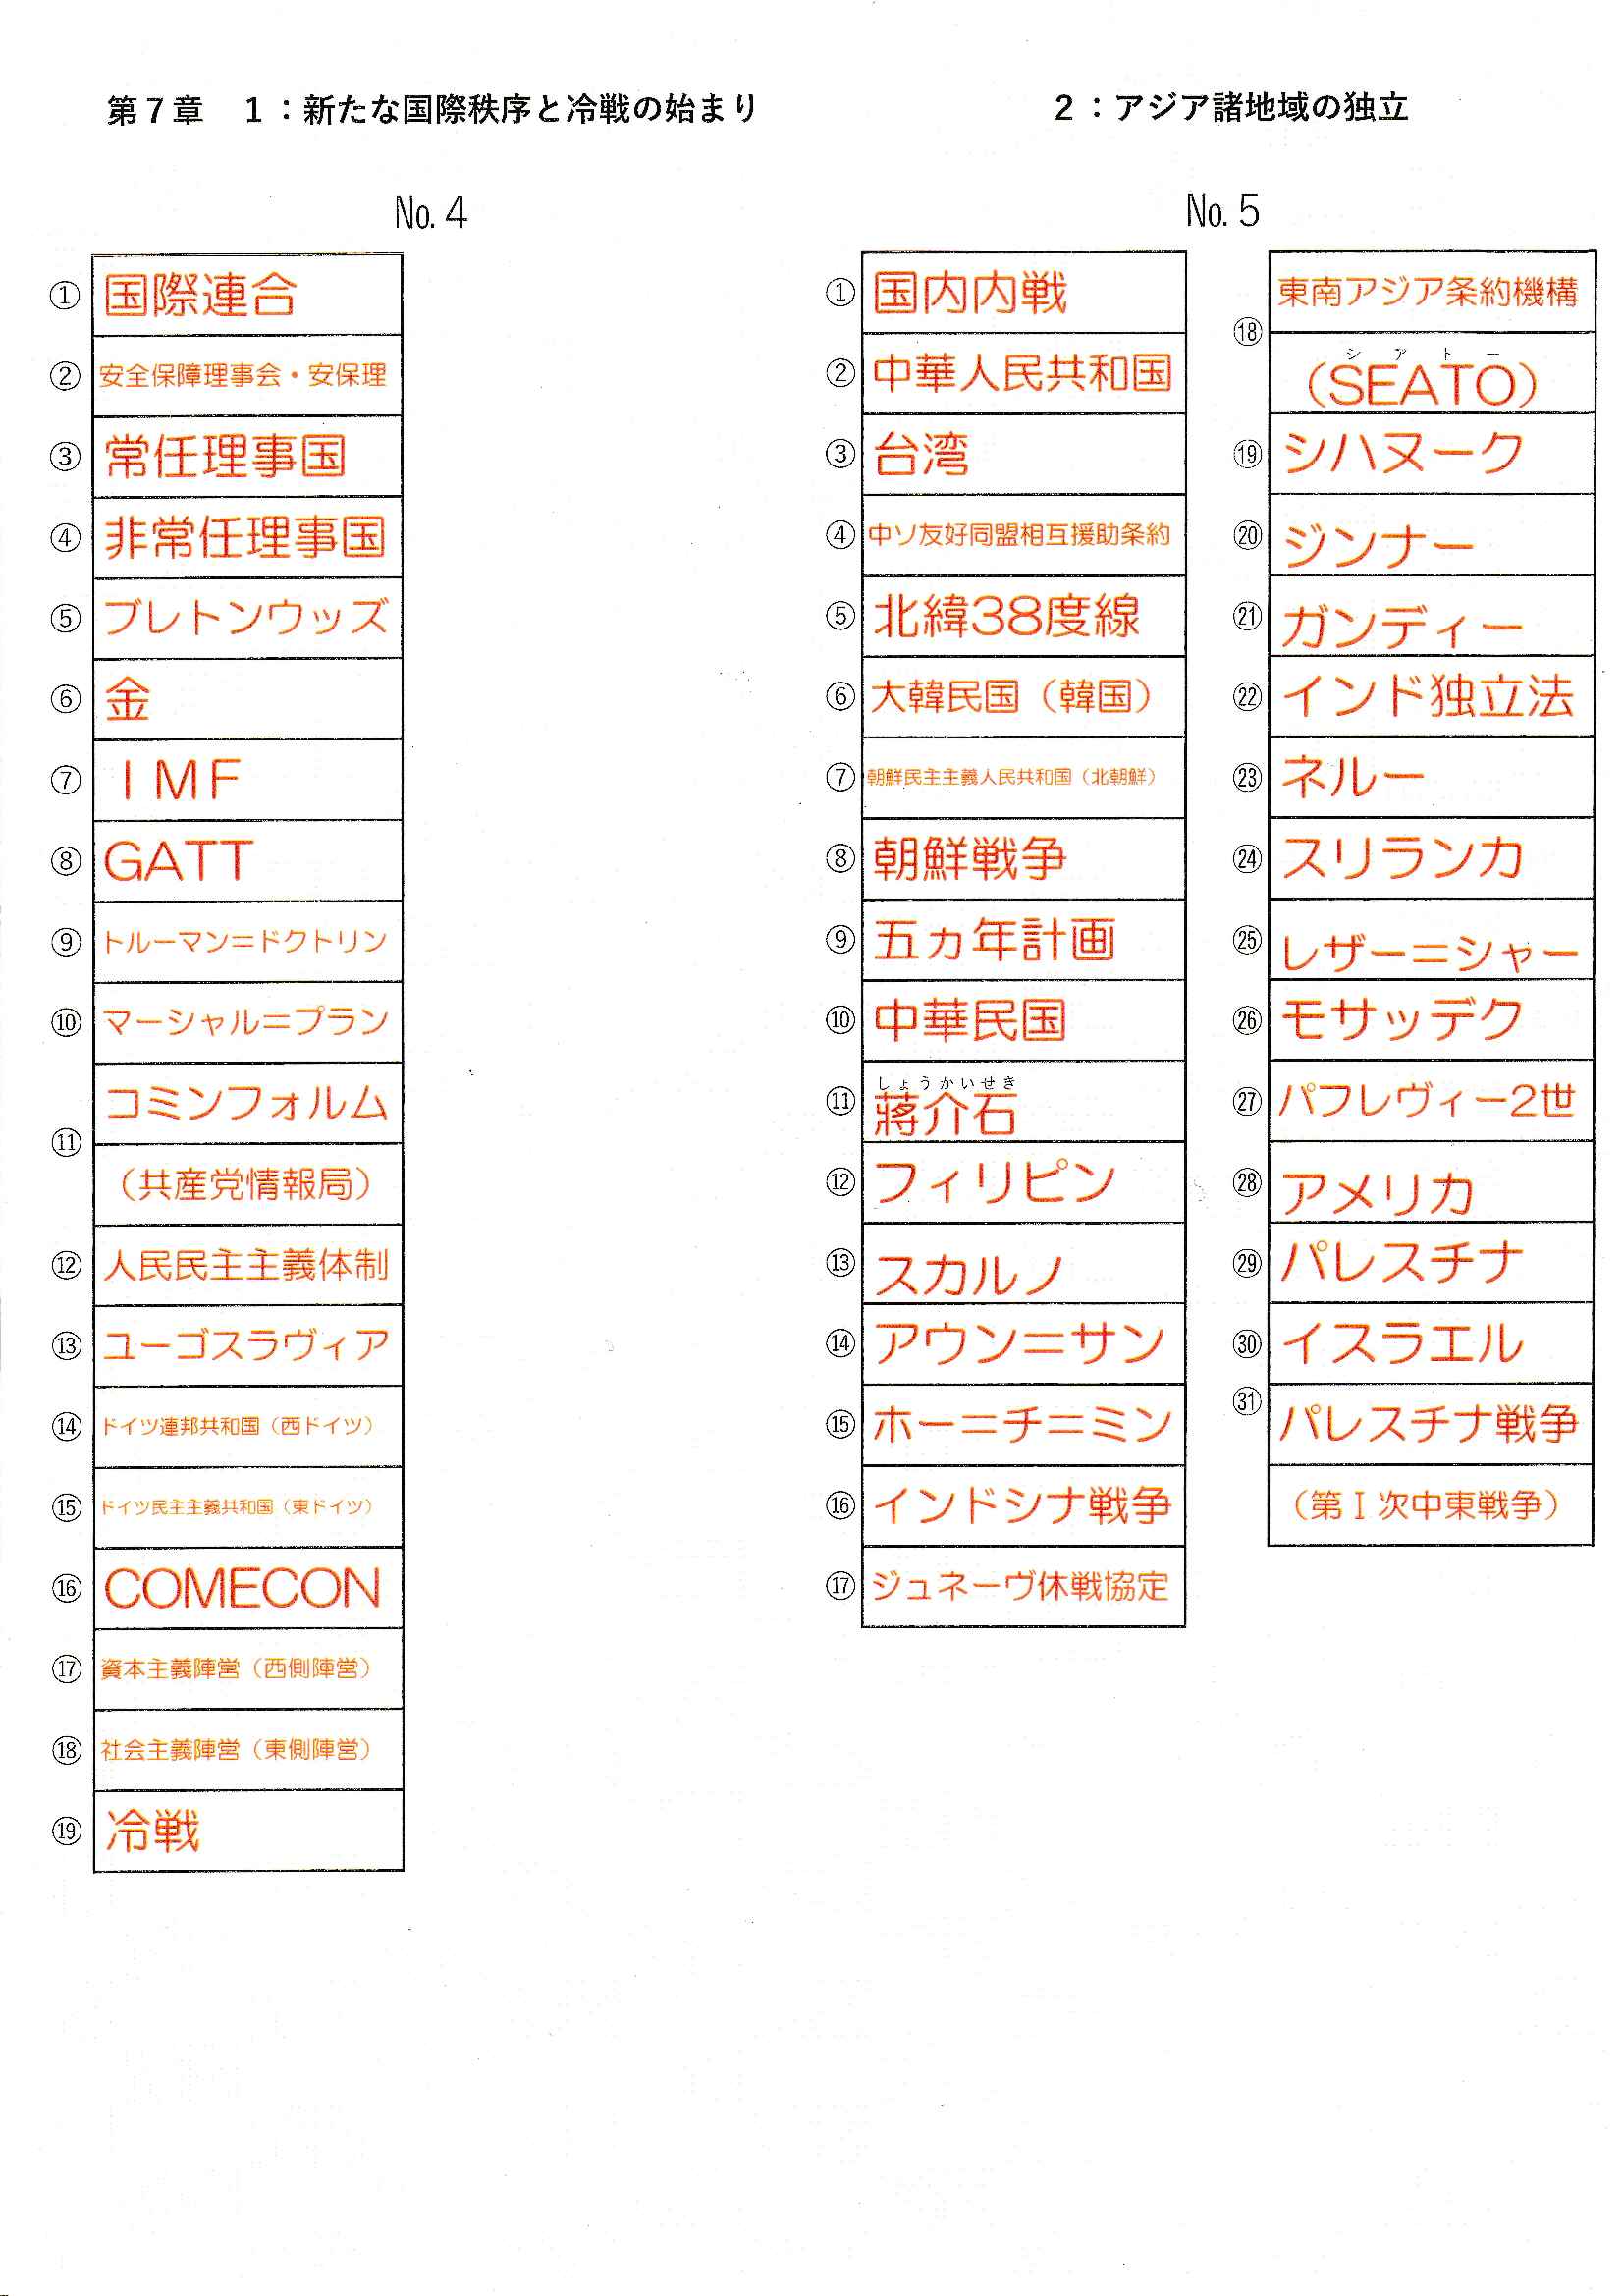 第７章　１：新たな国際秩序と冷戦の始まり
No. 4
① 国際連合
② 安全保障理事会・安保理
③ 常任理事国
④ 非常任理事国
⑤ ブレトンウッズ
⑥ 金
⑦ ＩＭＦ
⑧ GATT
⑨ トルーマン＝ドクトリン
⑩ マーシャル＝プラン
⑪ コミンフォルム
（共産党情報局）
⑫ 人民民主主義体制
⑬ ユーゴスラヴィア
⑭ ドイツ連邦共和国（西ドイツ）
⑮ ドイツ民主主義共和国（東ドイツ）
⑯ COMECON
⑰ 資本主義陣営（西側陣営）
⑱ 社会主義陣営（東側陣営）
⑲ 冷戦
２：アジア諸地域の独立
No. 5
① 国内内戦
② 中華人民共和国
③ 台湾
④ 中ソ友好同盟相互援助条約
⑤ 北緯38度線
⑥ 大韓民国（韓国）
⑦ 朝鮮民主主義人民共和国（北朝鮮）
⑧ 朝鮮戦争
⑨ 五ヵ年計画
⑩ 中華民国
しょうかいせき
⑪ 蔣介石
⑫ フィリピン
⑬ スカルノ
⑭ アウン＝サン
⑮ ホー＝チ＝ミン
⑯ インドシナ戦争
⑰ ジュネーヴ休戦協定
⑱ 東南アジア条約機構
シアトー
（SEATO）
⑲ シハヌーク
⑳ ジンナー
㉑ ガンディー
㉒ インド独立法
㉓ ネルー
㉔ スリランカ
㉕ レザー＝シャー
㉖ モサッデク
㉗ パフレヴィー2世
㉘ アメリカ
㉙ パレスチナ
㉚ イスラエル
㉛ パレスチナ戦争
（第Ⅰ次中東戦争）